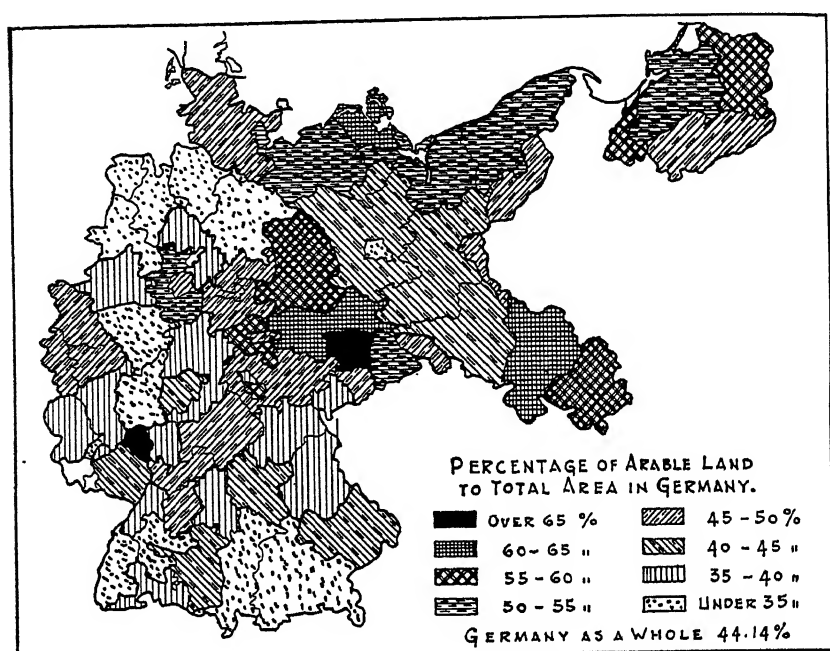 PERCENTAGE OF ARABLE LAND
TO TOTAL AREA IN GERMANY.
OVER 65 %
60-65 "
55-60 "
50-55 "
45-50 %
40-45 "
35-40 "
UNDER 35 "
GERMANY AS A WHOLE 44.14%